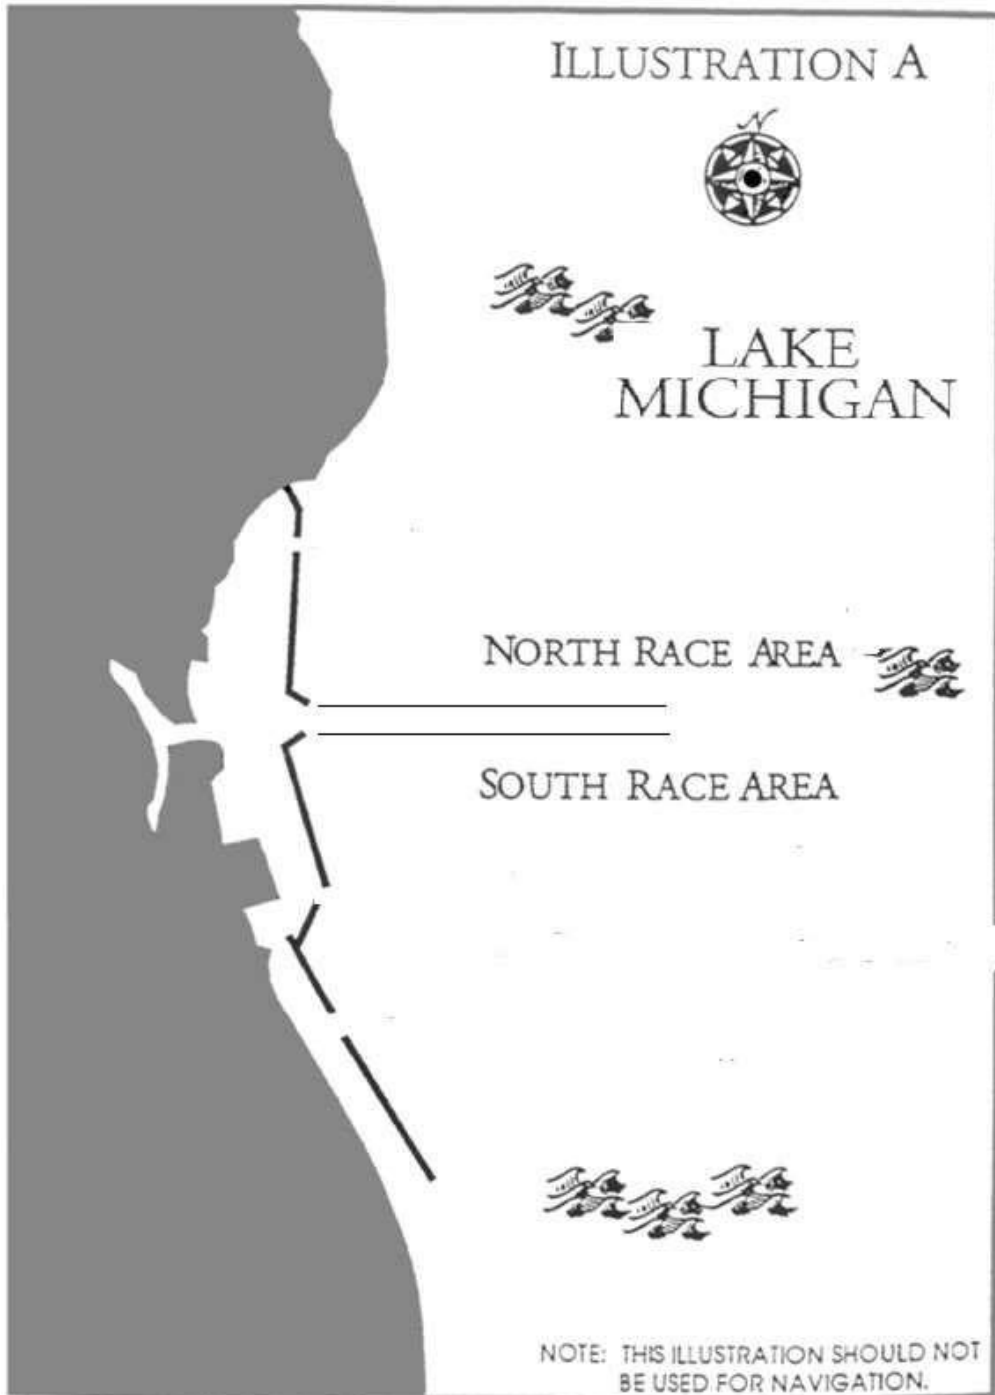 ILLUSTRATION A
N
LAKE
MICHIGAN
NORTH RACE AREA
SOUTH RACE AREA
NOTE: THIS ILLUSTRATION SHOULD NOT
BE USED FOR NAVIGATION.